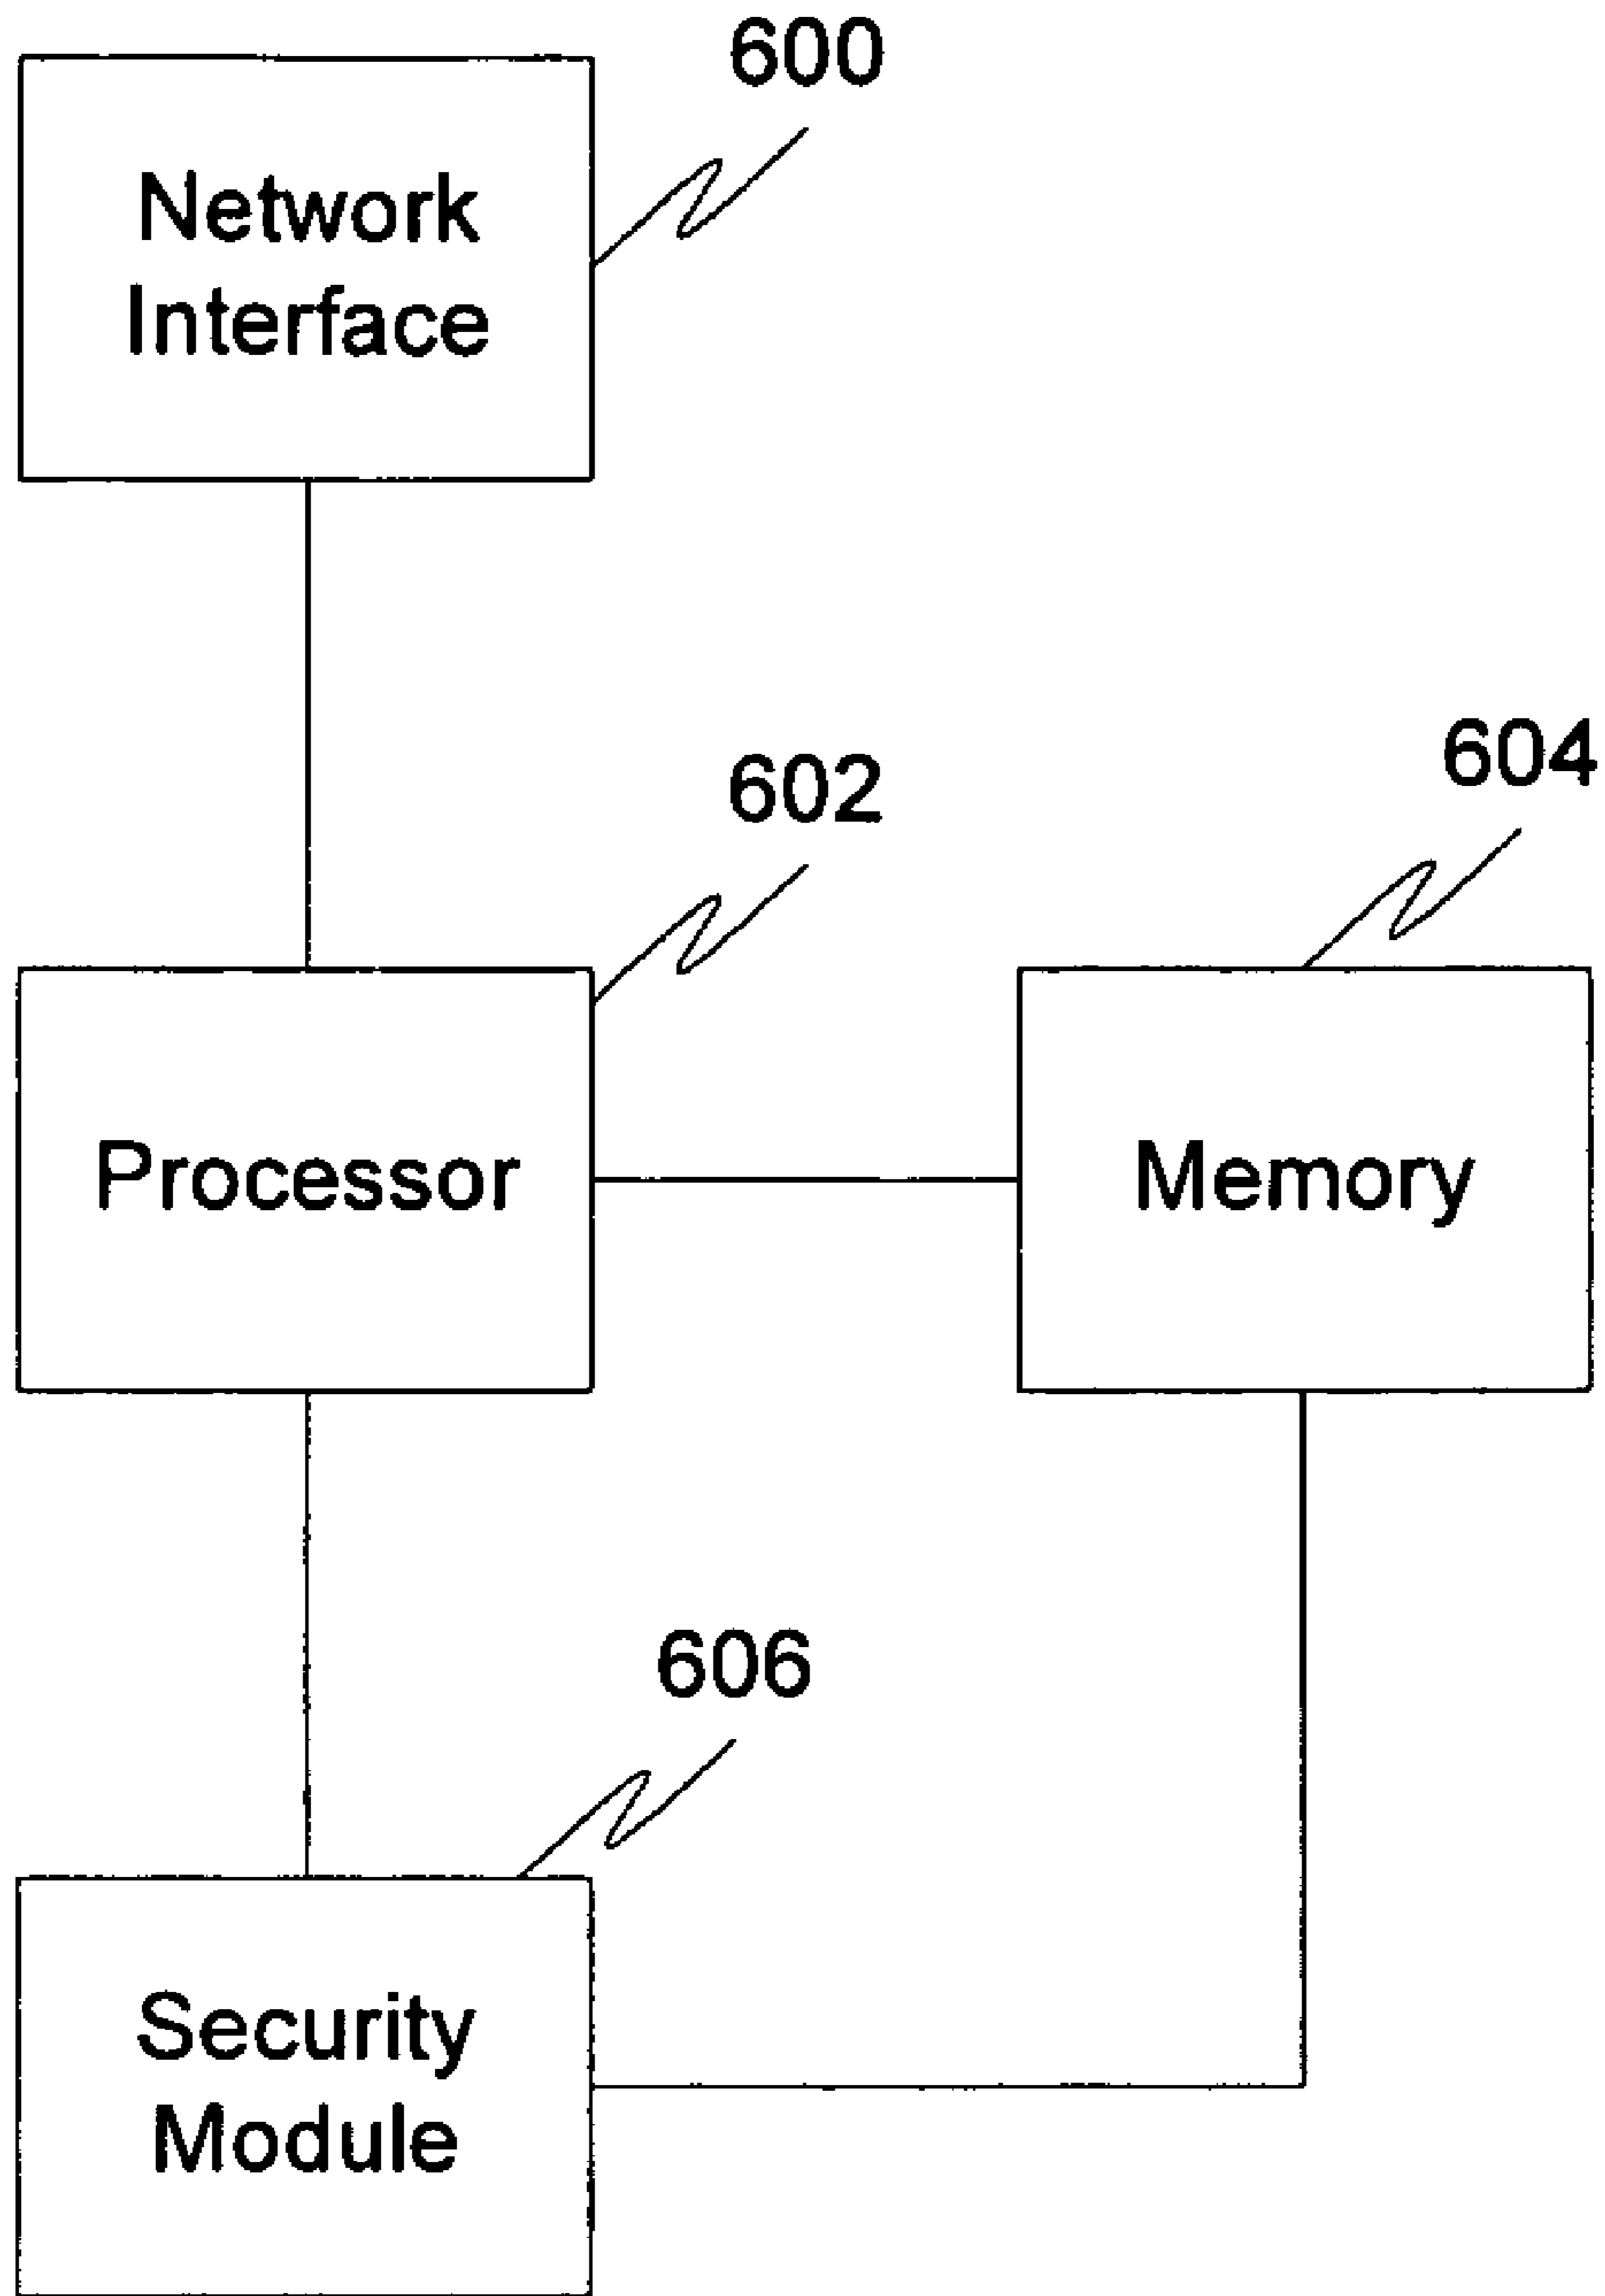 600
Network
Interface
602
604
Processor
Memory
606
Security
Module